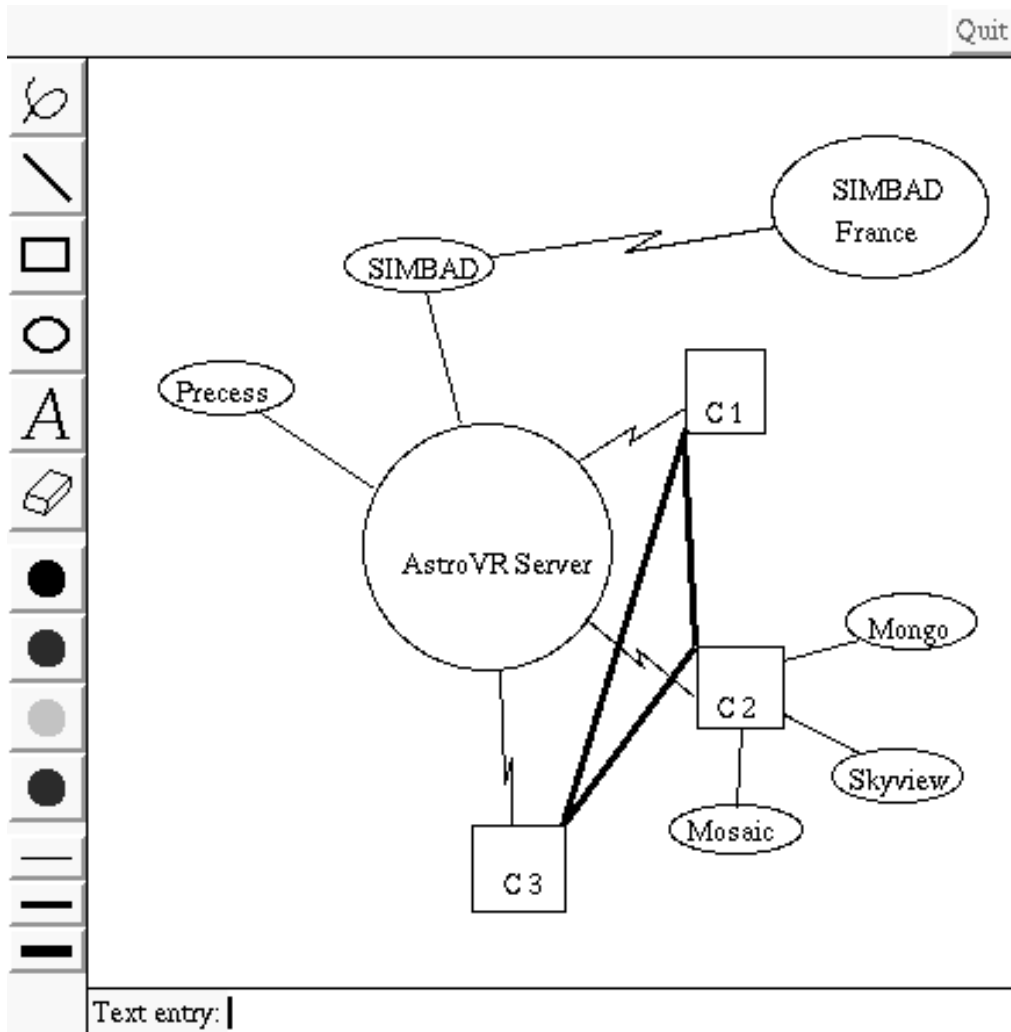 Quit
SIMBAD
France
SIMBAD
Precess
C 1
AstroVR Server
Mongo
C 2
Skyview
Mosaic
C 3
A
Text entry: